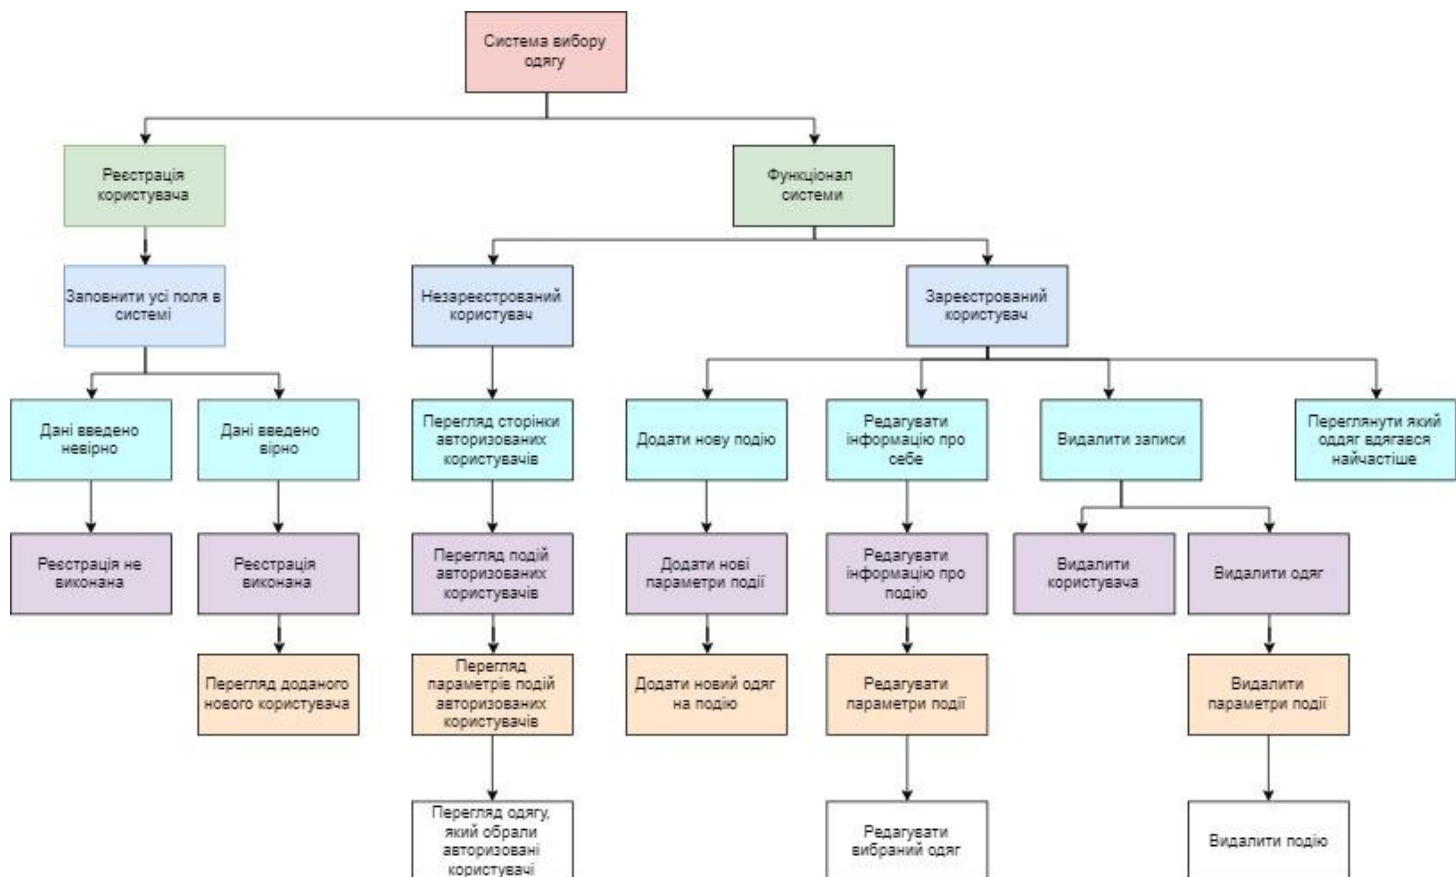 Система вибору
одягу
Реєстрація
користувача
Функціонал
системи
Заповнити усі поля в
системі
Незареєстрований
користувач
Зареєстрований
користувач
Дані введено
невірно
Дані введено
вірно
Перегляд сторінки
авторизованих
користувачів
Додати нову подію
Редагувати
інформацію про
себе
Видалити записи
Переглянути який
оддяг вдягався
найчастіше
Реєстрація не
виконана
Реєстрація
виконана
Перегляд подій
авторизованих
користувачів
Додати нові
параметри події
Редагувати
інформацію про
подію
Видалити
користувача
Видалити одяг
Перегляд доданого
нового користувача
Перегляд
параметрів подій
авторизованих
користувачів
Додати новий одяг
на подію
Редагувати
параметри події
Видалити
параметри події
Перегляд одягу,
який обрали
авторизовані
користувачі
Редагувати
вибраний одяг
Видалити подію